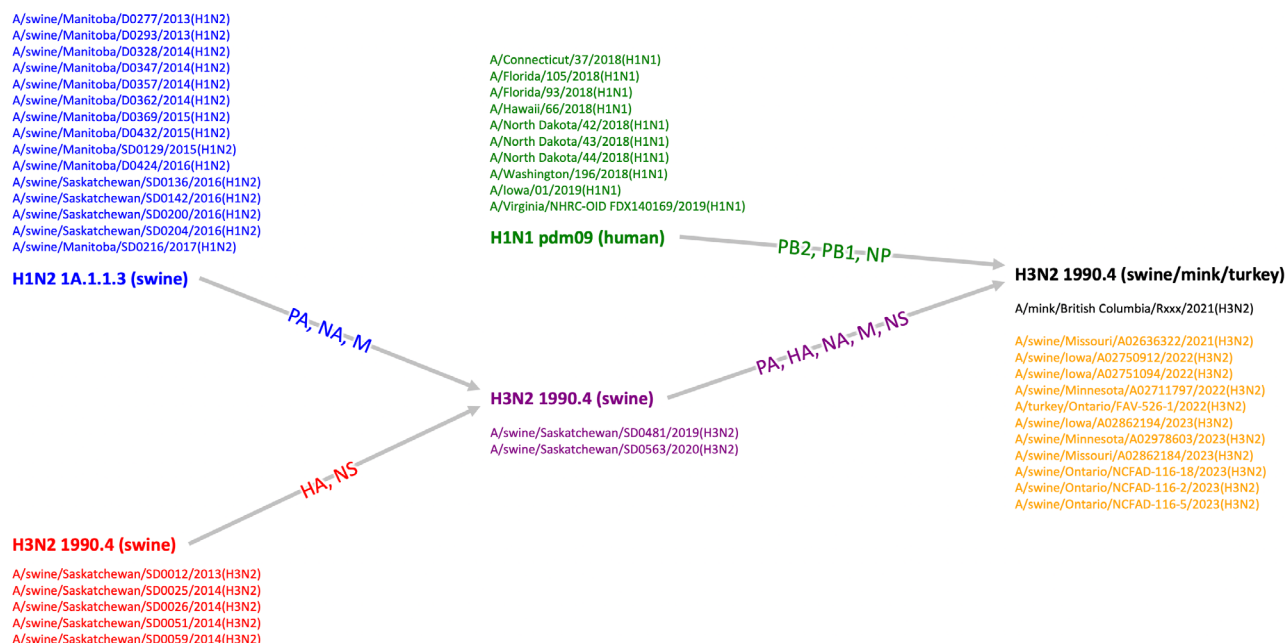 A/swine/Manitoba/D0277/2013(H1N2)
A/swine/Manitoba/D0293/2013(H1N2)
A/swine/Manitoba/D0328/2014(H1N2)
A/swine/Manitoba/D0347/2014(H1N2)
A/swine/Manitoba/D0357/2014(H1N2)
A/swine/Manitoba/D0362/2014(H1N2)
A/swine/Manitoba/D0369/2015(H1N2)
A/swine/Manitoba/D0432/2015(H1N2)
A/swine/Manitoba/SD0129/2015(H1N2)
A/swine/Manitoba/D0424/2016(H1N2)
A/swine/Saskatchewan/SD0136/2016(H1N2)
A/swine/Saskatchewan/SD0142/2016(H1N2)
A/swine/Saskatchewan/SD0200/2016(H1N2)
A/swine/Saskatchewan/SD0204/2016(H1N2)
A/swine/Manitoba/SD0216/2017(H1N2)
H1N2 1A.1.1.3 (swine)
PA, NA, M
A/Connecticut/37/2018(H1N1)
A/Florida/105/2018(H1N1)
A/Florida/93/2018(H1N1)
A/Hawaii/66/2018(H1N1)
A/North Dakota/42/2018(H1N1)
A/North Dakota/43/2018(H1N1)
A/North Dakota/44/2018(H1N1)
A/Washington/196/2018(H1N1)
A/Iowa/01/2019(H1N1)
A/Virginia/NHRC-OID FDX140169/2019(H1N1)
H1N1 pdm09 (human)
PB2, PB1, NP
H3N2 1990.4 (swine)
A/swine/Saskatchewan/SD0481/2019(H3N2)
A/swine/Saskatchewan/SD0563/2020(H3N2)
PA, HA, NA, M, NS
H3N2 1990.4 (swine/mink/turkey)
A/mink/British Columbia/Rxxx/2021(H3N2)
A/swine/Missouri/A02636322/2021(H3N2)
A/swine/Iowa/A02750912/2022(H3N2)
A/swine/Iowa/A02751094/2022(H3N2)
A/swine/Minnesota/A02711797/2022(H3N2)
A/turkey/Ontario/FAV-526-1/2022(H3N2)
A/swine/Iowa/A02862194/2023(H3N2)
A/swine/Minnesota/A02978603/2023(H3N2)
A/swine/Missouri/A02862184/2023(H3N2)
A/swine/Ontario/NCFAD-116-18/2023(H3N2)
A/swine/Ontario/NCFAD-116-2/2023(H3N2)
A/swine/Ontario/NCFAD-116-5/2023(H3N2)
HA, NS
H3N2 1990.4 (swine)
A/swine/Saskatchewan/SD0012/2013(H3N2)
A/swine/Saskatchewan/SD0025/2014(H3N2)
A/swine/Saskatchewan/SD0026/2014(H3N2)
A/swine/Saskatchewan/SD0051/2014(H3N2)
A/swine/Saskatchewan/SD0059/2014(H3N2)